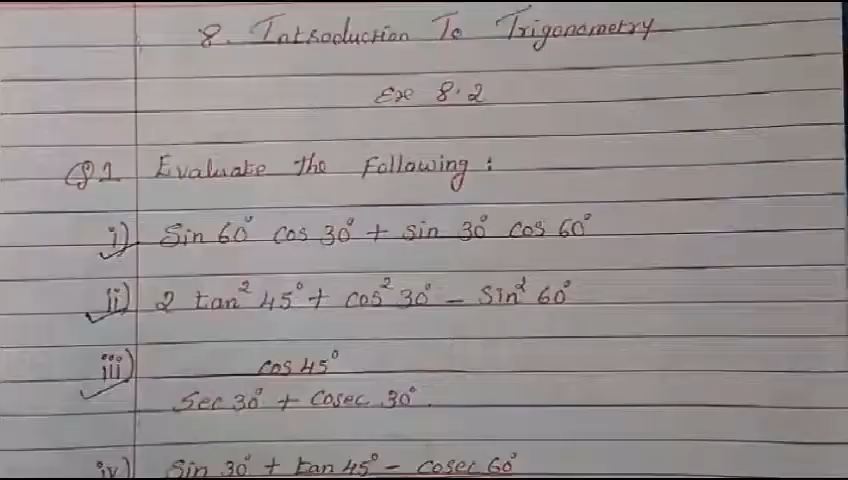 8. Introduction To Trigonometry
Exe 8.2
Q1 Evaluate the Following :
i) Sin 60° cos 30° + sin 30° cos 60°
ii) 2 tan² 45° + cos² 30° - Sin² 60°
iii) cos 45°
Sec 30° + Cosec 30°.
iv) Sin 30° + tan 45° - cosec 60°